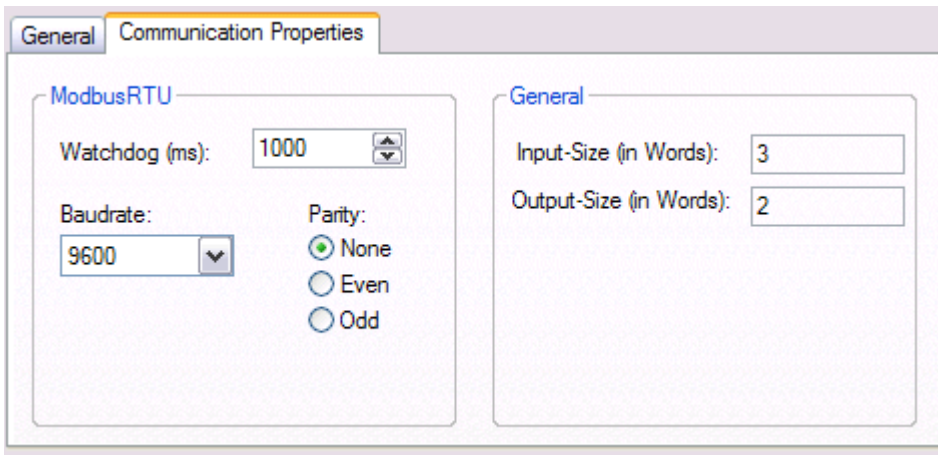 General
Communication Properties
ModbusRTU
Watchdog (ms):
1000
Baudrate:
9600
Parity:
None
Even
Odd
General
Input-Size (in Words):
3
Output-Size (in Words):
2